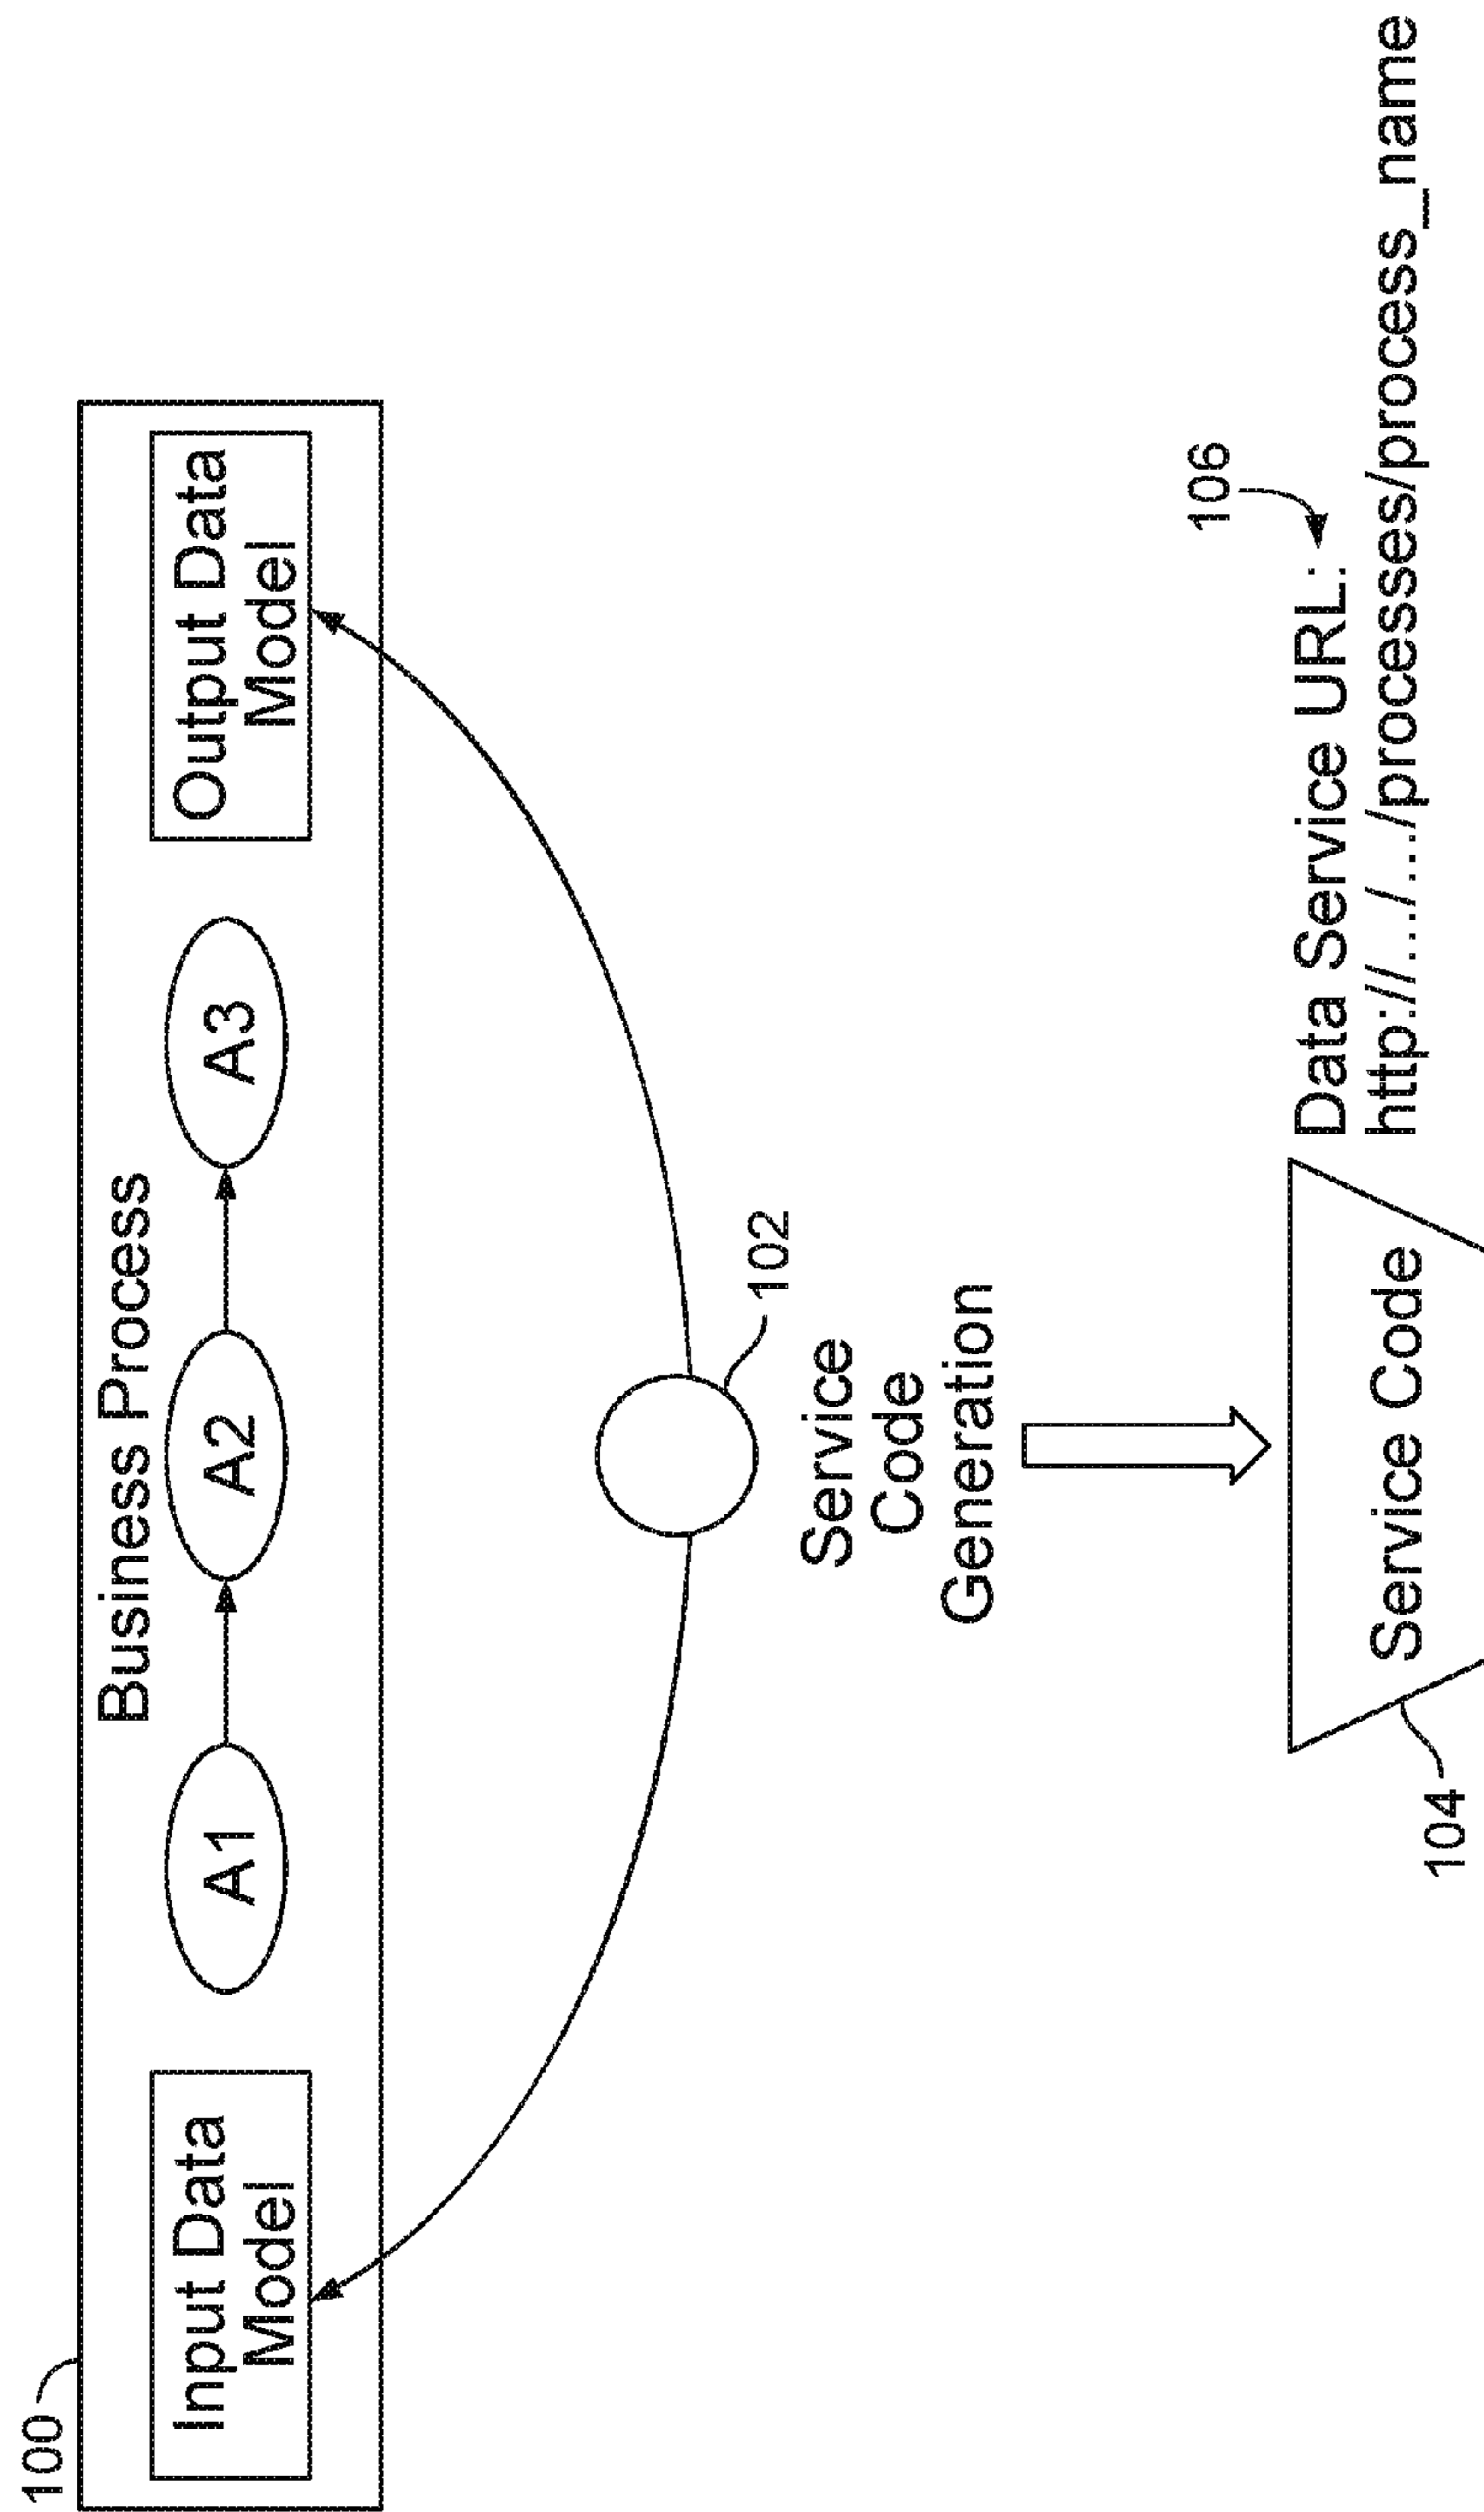 100
Business Process
Input Data
Model
A1
A2
A3
Output Data
Model
102
Service
Code
Generation
106
Data Service URL:
http://.../.../processes/process_name
Service Code
104